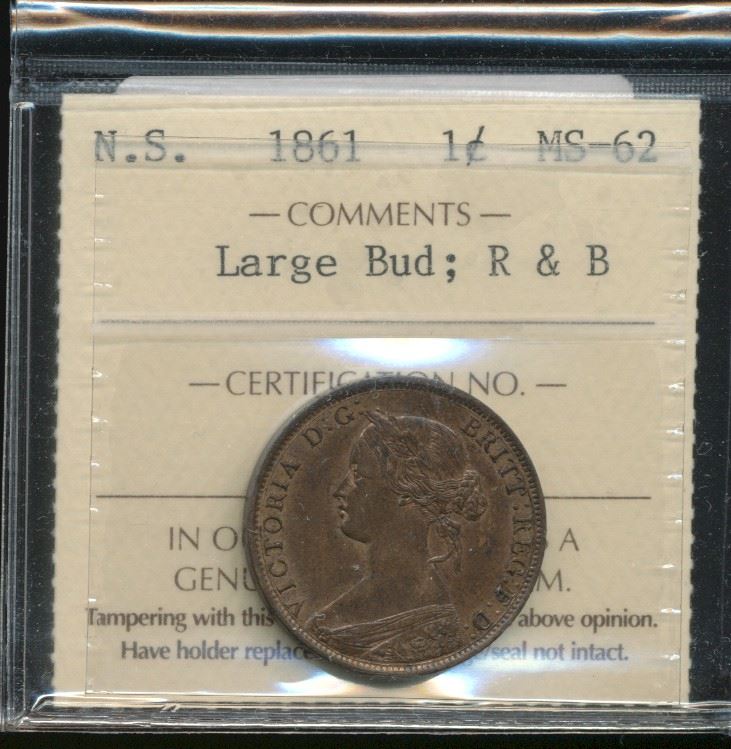 N.S. 1861 1¢ MS-62
— COMMENTS —
Large Bud; R & B
— CERTIFICATION NO. —
VICTORIA D:G: BRITT:REG:F:D:
IN O A
GENU M.
Tampering with this above opinion.
Have holder replace /seal not intact.